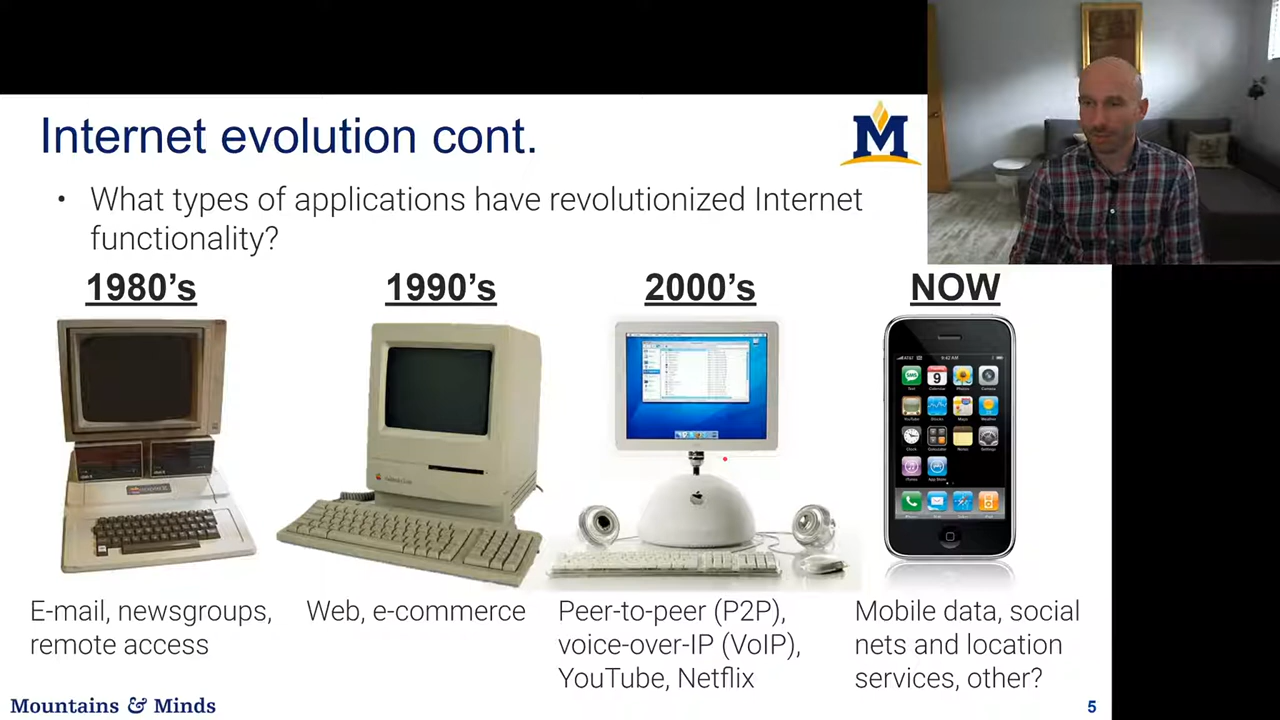 Internet evolution cont.
M
• What types of applications have revolutionized Internet
functionality?
1980's
1990's
2000's
NOW
E-mail, newsgroups,
remote access
Web, e-commerce
Peer-to-peer (P2P),
voice-over-IP (VoIP),
YouTube, Netflix
Mobile data, social
nets and location
services, other?
Mountains & Minds
5